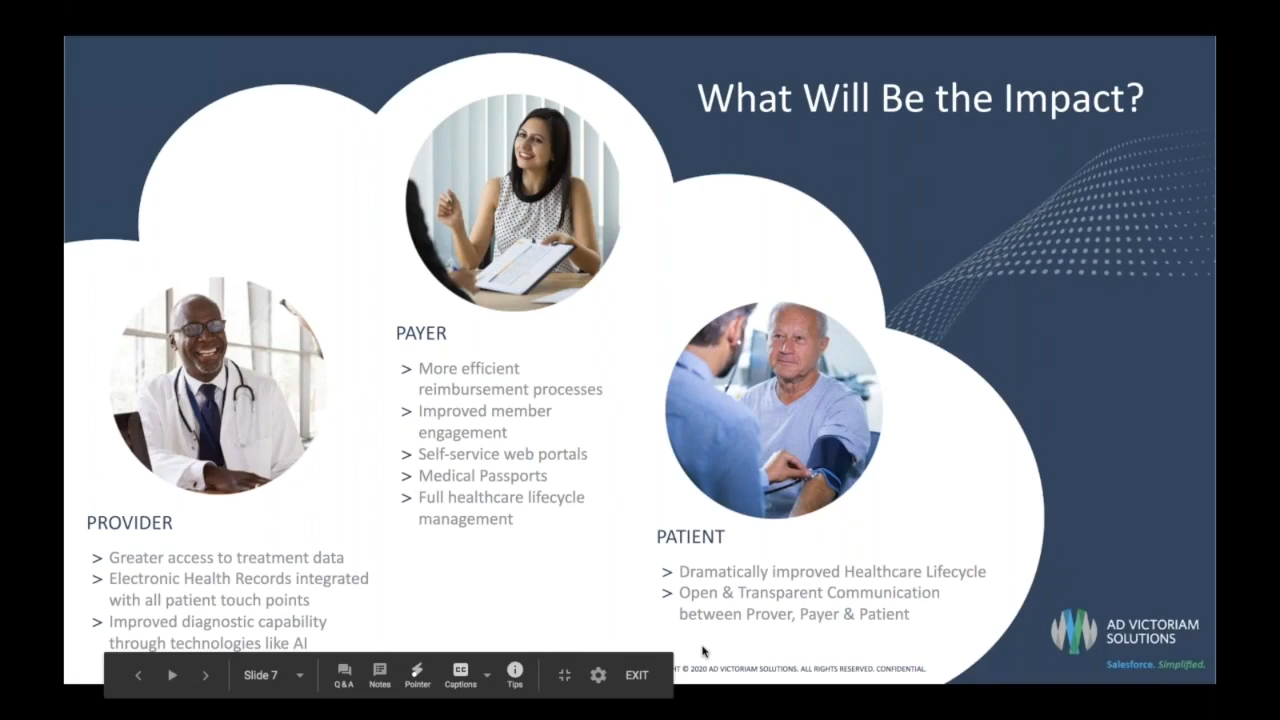 What Will Be the Impact?
PAYER
> More efficient
reimbursement processes
> Improved member
engagement
> Self-service web portals
> Medical Passports
> Full healthcare lifecycle
management
PROVIDER
> Greater access to treatment data
> Electronic Health Records integrated
with all patient touch points
> Improved diagnostic capability
through technologies like AI
PATIENT
> Dramatically improved Healthcare Lifecycle
> Open & Transparent Communication
between Prover, Payer & Patient
AD VICTORIAM
SOLUTIONS
Salesforce. Simplified.
© 2020 AD VICTORIAM SOLUTIONS. ALL RIGHTS RESERVED. CONFIDENTIAL.
Slide 7
Q & A
Notes
Pointer
CC
Captions
Tips
EXIT